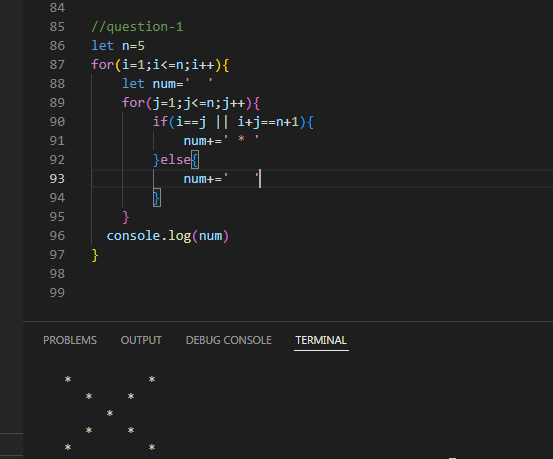 84
85 //question-1
86 let n=5
87 for(i=1;i<=n;i++){
88     let num='  '
89     for(j=1;j<=n;j++){
90         if(i==j || i+j==n+1){
91             num+=' * '
92         }else{
93             num+='   '
94         }
95     }
96   console.log(num)
97 }
98
99
PROBLEMS OUTPUT DEBUG CONSOLE TERMINAL
   *           *
      *     *
         *
      *     *
   *           *